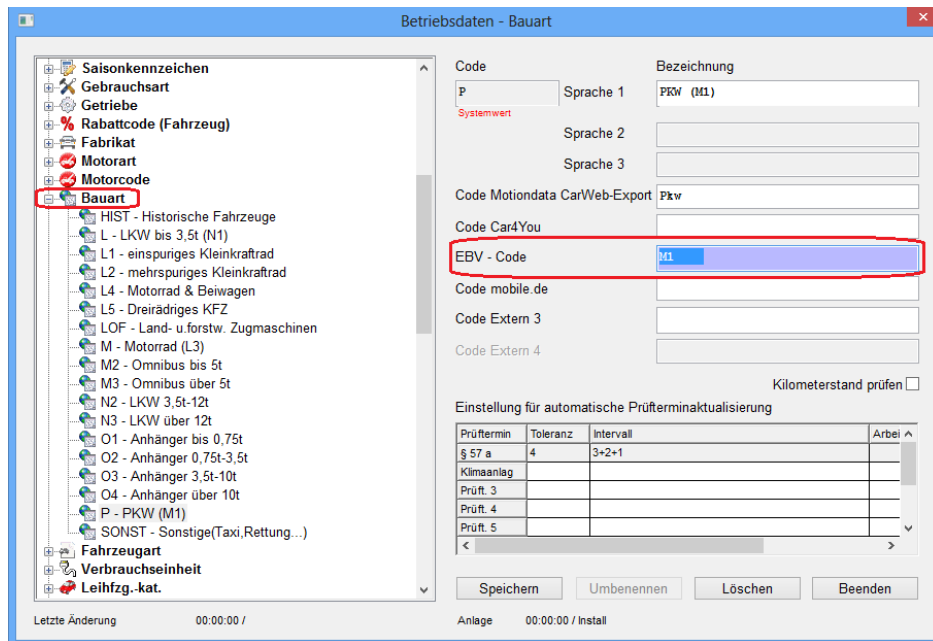 Betriebsdaten - Bauart
Saisonkennzeichen
Gebrauchsart
Getriebe
Rabattcode (Fahrzeug)
Fabrikat
Motorart
Motorcode
Bauart
HIST - Historische Fahrzeuge
L - LKW bis 3,5t (N1)
L1 - einspuriges Kleinkraftrad
L2 - mehrspuriges Kleinkraftrad
L4 - Motorrad & Beiwagen
L5 - Dreirädriges KFZ
LOF - Land- u.forstw. Zugmaschinen
M - Motorrad (L3)
M2 - Omnibus bis 5t
M3 - Omnibus über 5t
N2 - LKW 3,5t-12t
N3 - LKW über 12t
O1 - Anhänger bis 0,75t
O2 - Anhänger 0,75t-3,5t
O3 - Anhänger 3,5t-10t
O4 - Anhänger über 10t
P - PKW (M1)
SONST - Sonstige(Taxi,Rettung...)
Fahrzeugart
Verbrauchseinheit
Leihfzg.-kat.
Code Bezeichnung
P Sprache 1 PKW (M1)
Systemwert
Sprache 2
Sprache 3
Code Motiondata CarWeb-Export Pkw
Code Car4You
EBV - Code M1
Code mobile.de
Code Extern 3
Code Extern 4
Kilometerstand prüfen
Einstellung für automatische Prüfterminaktualisierung
Prüftermin Toleranz Intervall Arbei
§ 57 a 4 3+2+1
Klimaanlag
Prüft. 3
Prüft. 4
Prüft. 5
Speichern Umbenennen Löschen Beenden
Letzte Änderung 00:00:00 / Anlage 00:00:00 / Install